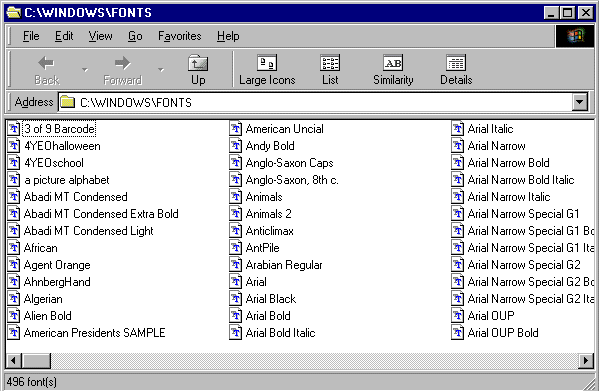 C:\WINDOWS\FONTS
File Edit View Go Favorites Help
Back Forward Up Large Icons List Similarity Details
Address C:\WINDOWS\FONTS
3 of 9 Barcode
4YEOhalloween
4YEOschool
a picture alphabet
Abadi MT Condensed
Abadi MT Condensed Extra Bold
Abadi MT Condensed Light
African
Agent Orange
AhnbergHand
Algerian
Alien Bold
American Presidents SAMPLE
American Uncial
Andy Bold
Anglo-Saxon Caps
Anglo-Saxon, 8th c.
Animals
Animals 2
Anticlimax
AntPile
Arabian Regular
Arial
Arial Black
Arial Bold
Arial Bold Italic
Arial Italic
Arial Narrow
Arial Narrow Bold
Arial Narrow Bold Italic
Arial Narrow Italic
Arial Narrow Special G1
Arial Narrow Special G1 Bo
Arial Narrow Special G1 Ita
Arial Narrow Special G2
Arial Narrow Special G2 Bo
Arial Narrow Special G2 Ita
Arial OUP
Arial OUP Bold
496 font(s)